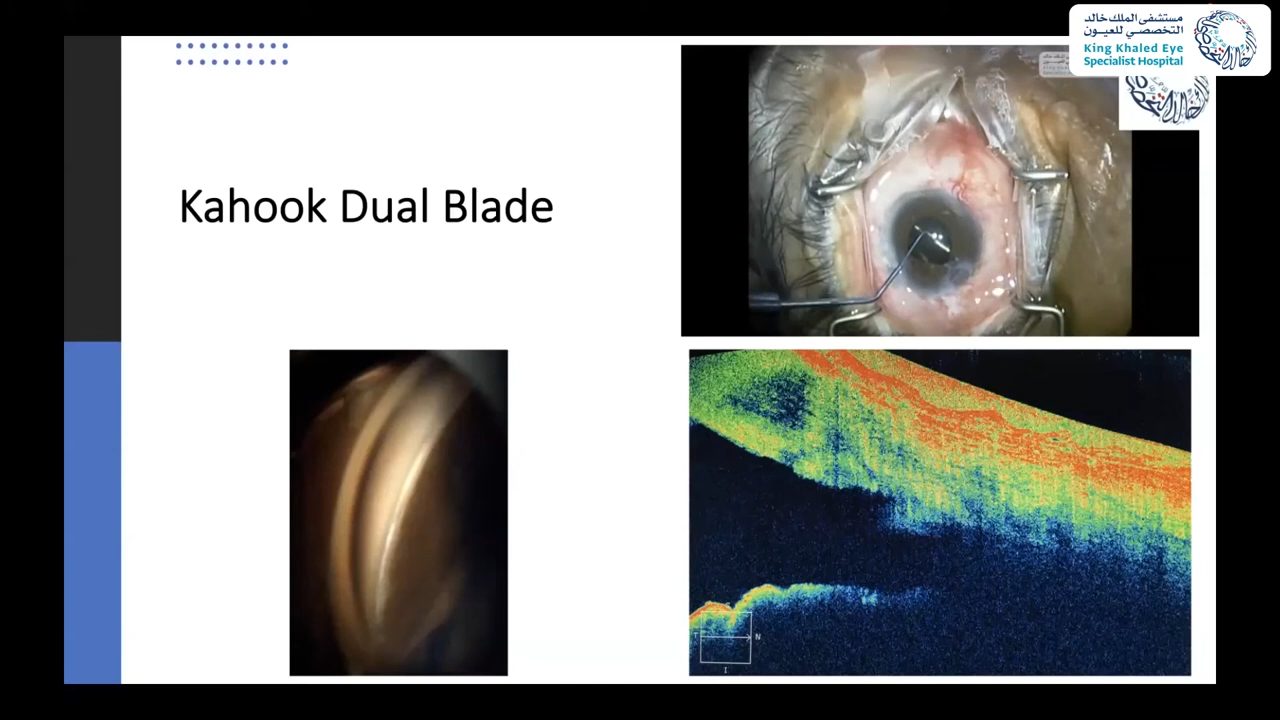 مستشفى الملك خالد
التخصصي للعيون
King Khaled Eye
Specialist Hospital
Kahook Dual Blade
T
N
I